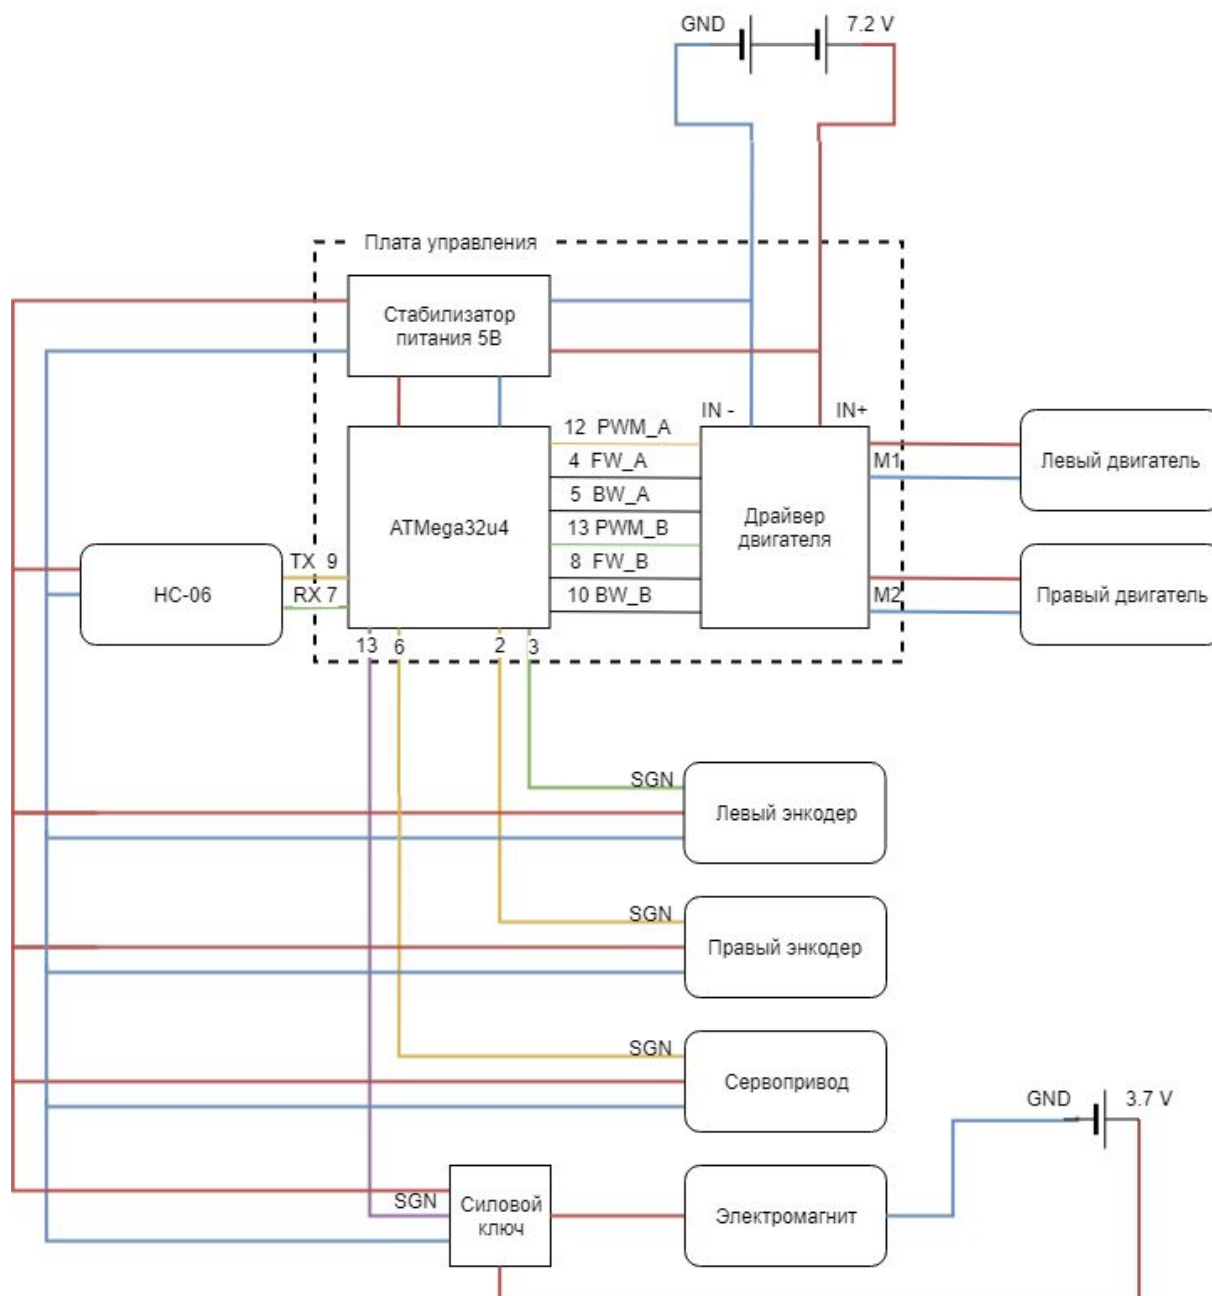 GND
7.2 V
Плата управления
Стабилизатор
питания 5В
IN -
IN+
12 PWM_A
4 FW_A
5 BW_A
13 PWM_B
8 FW_B
10 BW_B
ATMega32u4
Драйвер
двигателя
M1
M2
Левый двигатель
Правый двигатель
HC-06
TX 9
RX 7
13
6
2
3
SGN
Левый энкодер
SGN
Правый энкодер
SGN
Сервопривод
GND
3.7 V
SGN
Силовой
ключ
Электромагнит